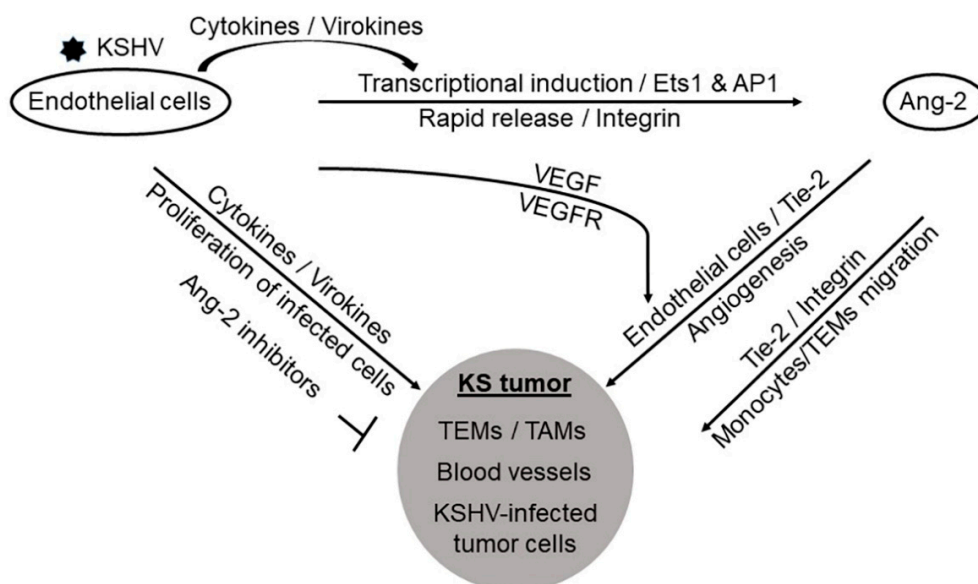 Cytokines / Virokines
KSHV
Endothelial cells
Transcriptional induction / Ets1 & AP1
Rapid release / Integrin
Ang-2
VEGF
VEGFR
Cytokines / Virokines
Proliferation of infected cells
Ang-2 inhibitors
Endothelial cells / Tie-2
Angiogenesis
Tie-2 / Integrin
Monocytes/TEMs migration
KS tumor
TEMs / TAMs
Blood vessels
KSHV-infected
tumor cells